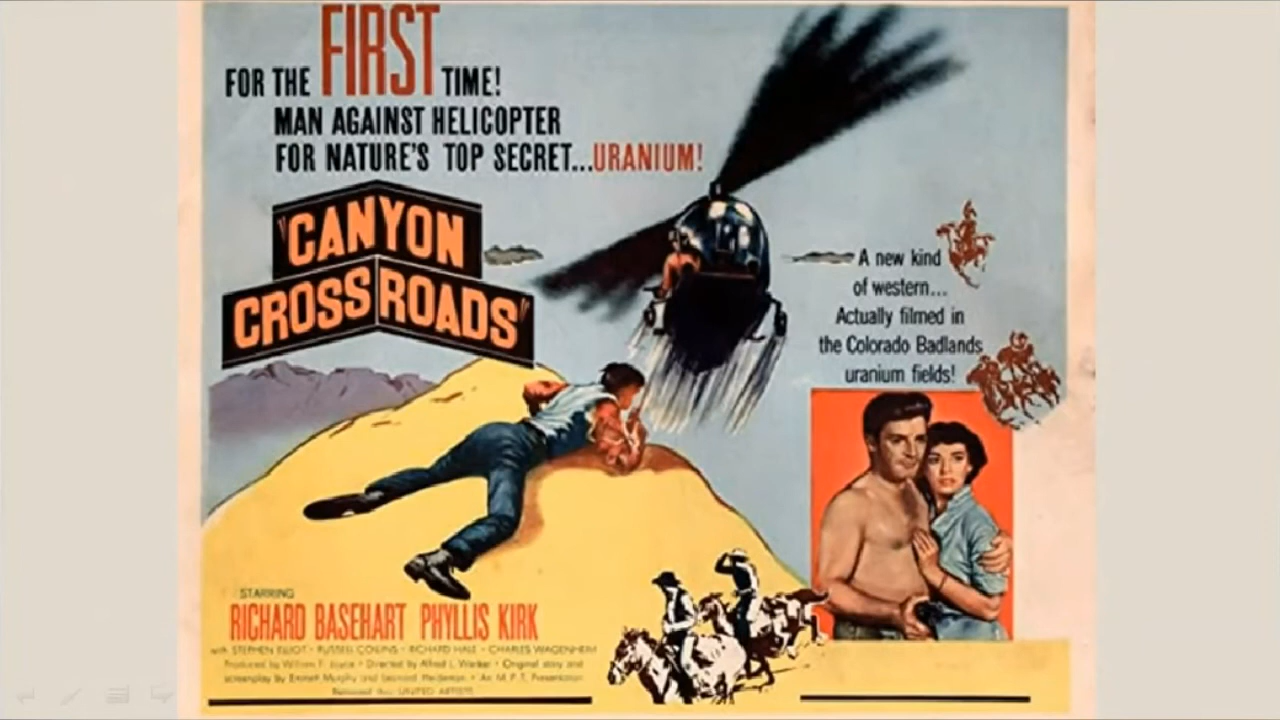 FOR THE FIRST TIME!
MAN AGAINST HELICOPTER
FOR NATURE'S TOP SECRET...URANIUM!
"CANYON
CROSSROADS"
A new kind
of western...
Actually filmed in
the Colorado Badlands
uranium fields!
STARRING
RICHARD BASEHART PHYLLIS KIRK
with STEPHEN ELLIOT • RUSSELL COLLINS • RICHARD HALE • CHARLES WAGENHEIM
Produced by William F. Joyce • Directed by Alfred L. Werker • Original story and
screenplay by Emmett Murphy and Leonard Heideman • An M.P.T. Presentation
Released thru UNITED ARTISTS